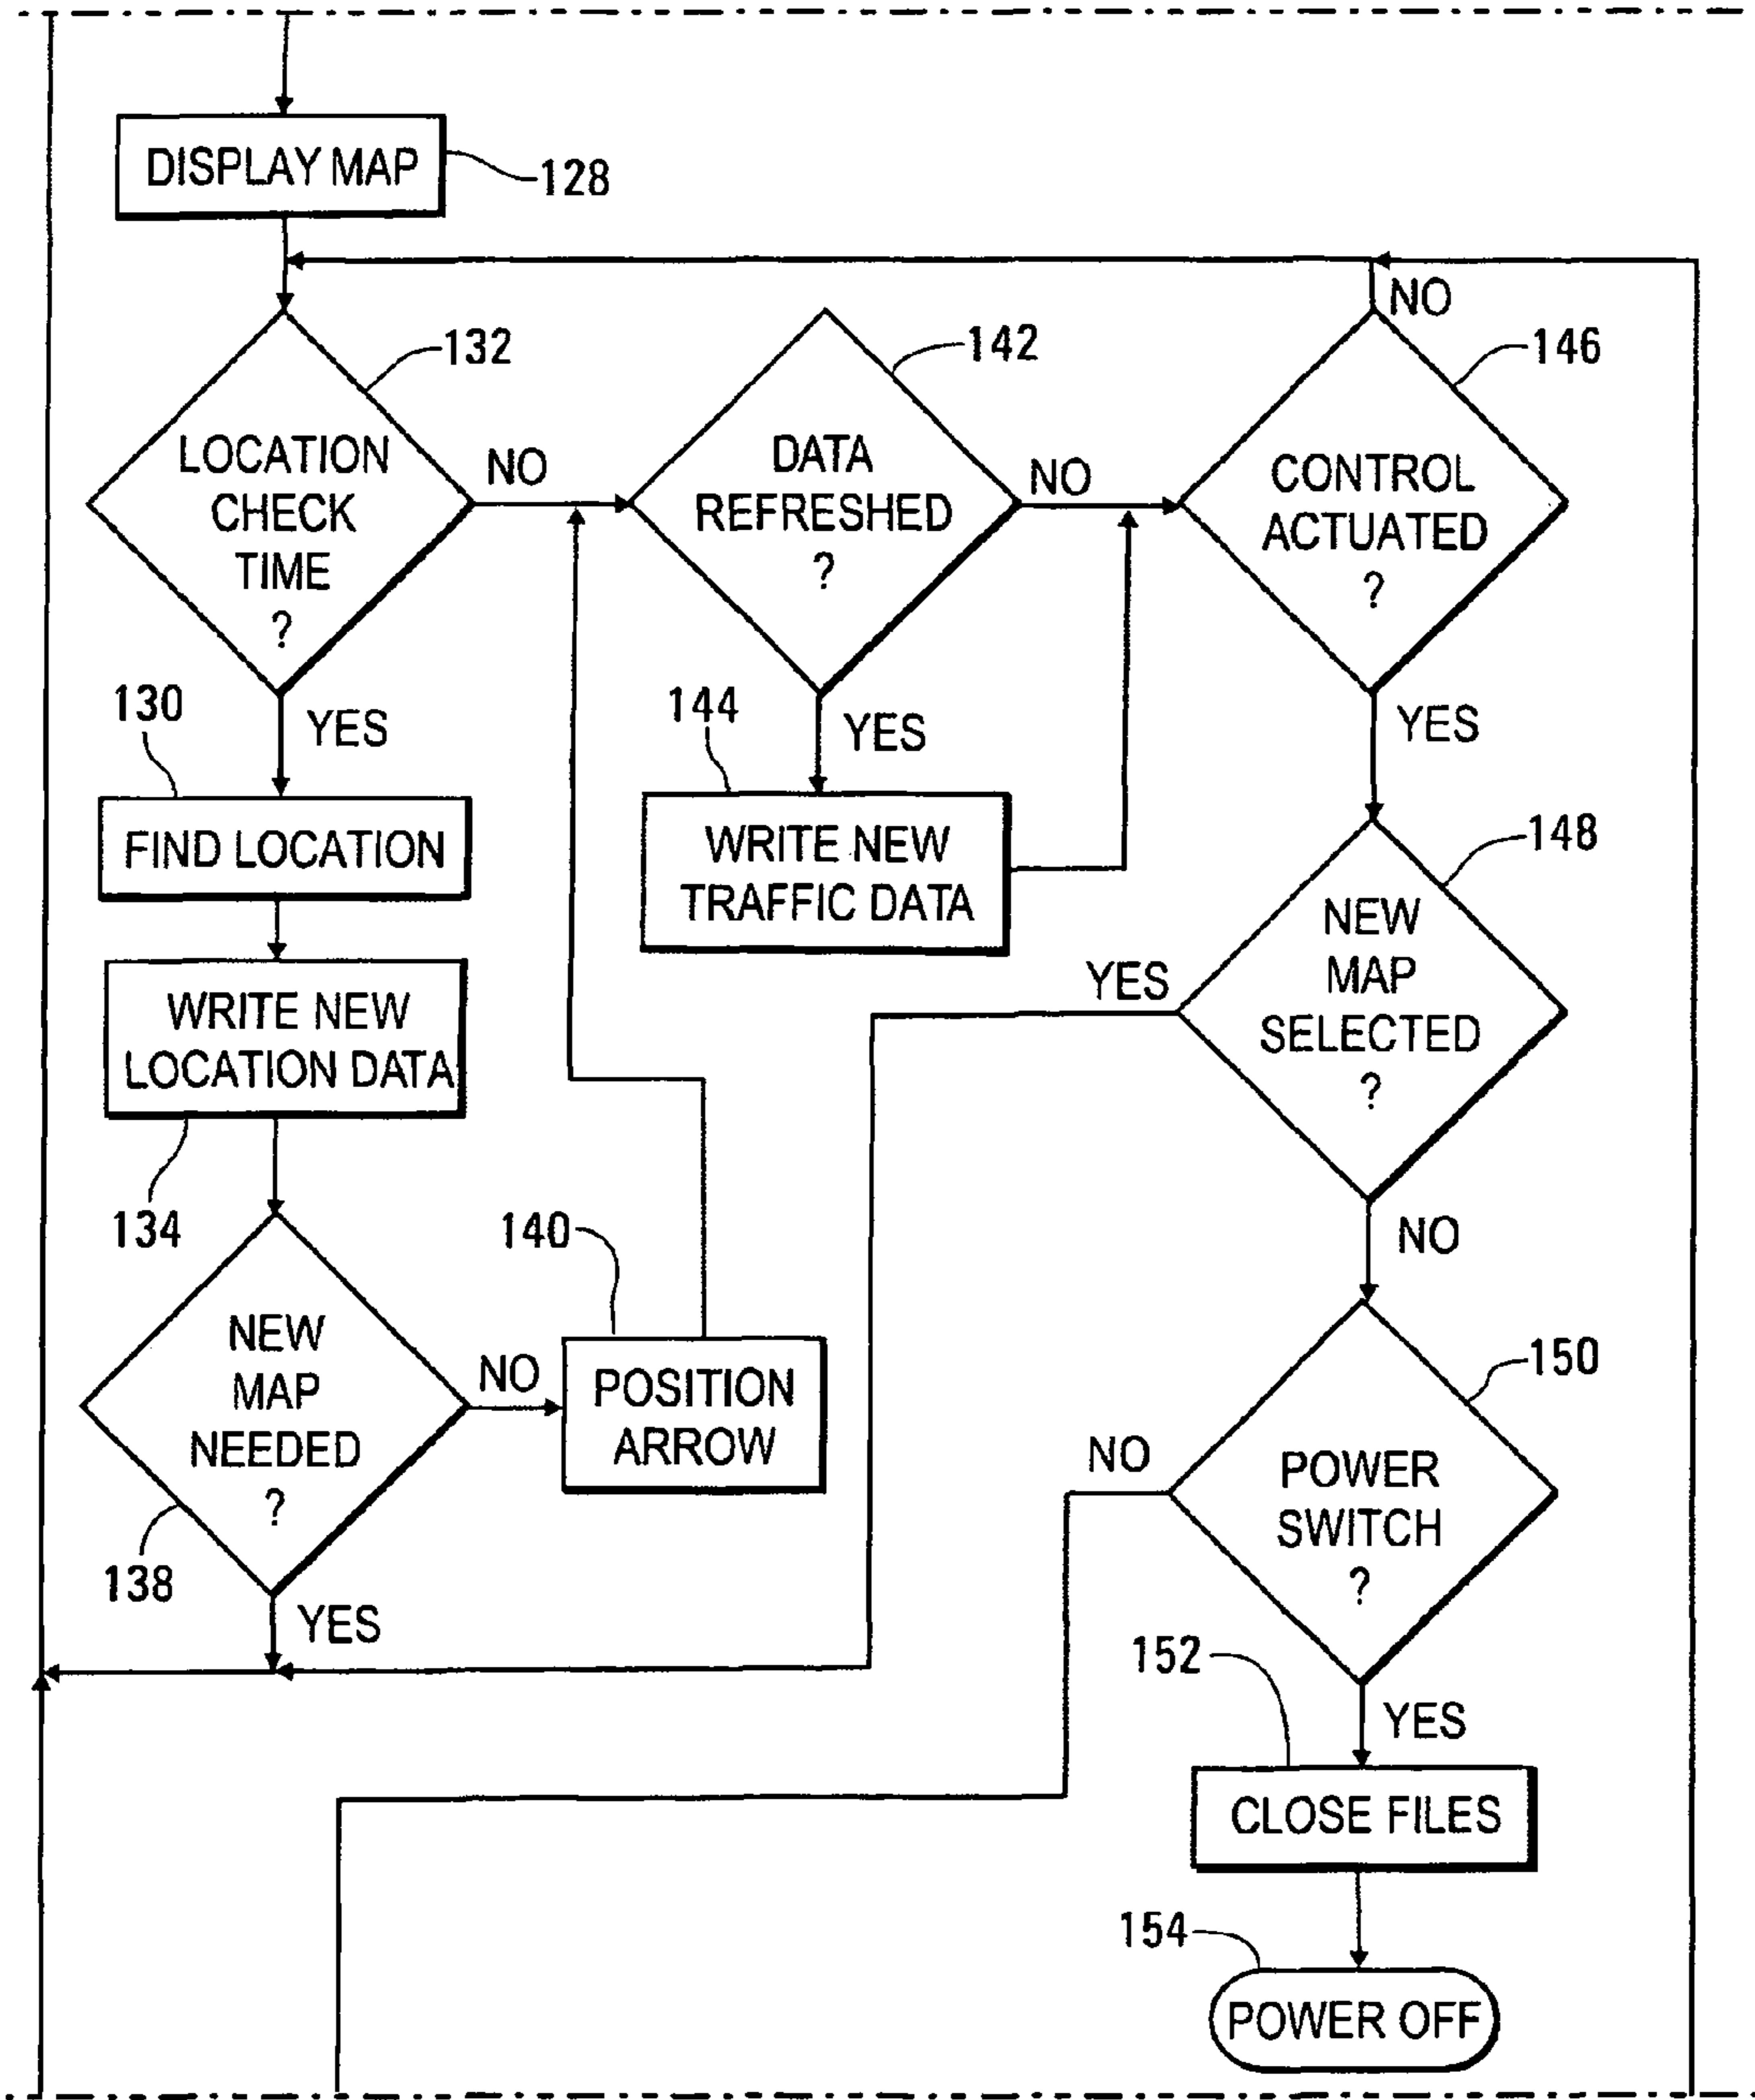 DISPLAY MAP
128
NO
132
142
146
LOCATION
CHECK
TIME
?
NO
DATA
REFRESHED
?
NO
CONTROL
ACTUATED
?
130
YES
144
YES
YES
FIND LOCATION
WRITE NEW
TRAFFIC DATA
148
NEW
MAP
SELECTED
?
YES
WRITE NEW
LOCATION DATA
134
140
NO
NEW
MAP
NEEDED
?
NO
POSITION
ARROW
150
NO
POWER
SWITCH
?
138
YES
152
YES
CLOSE FILES
154
POWER OFF